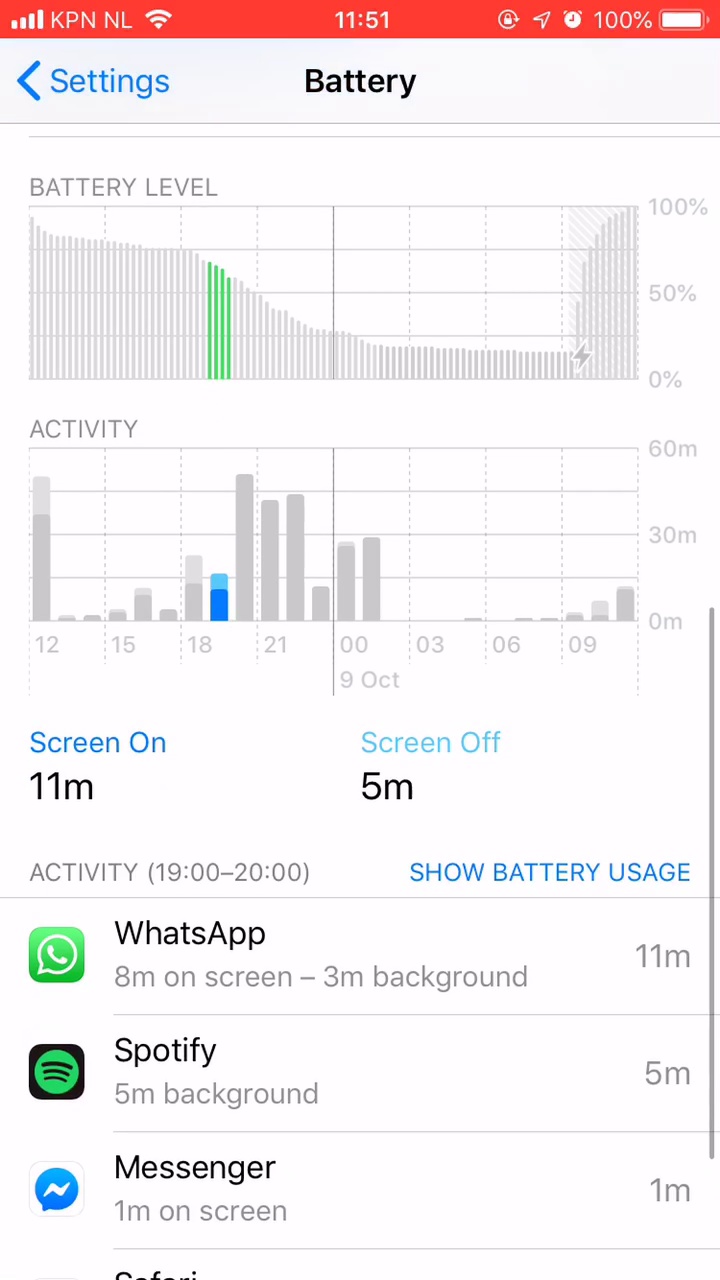 KPN NL 11:51 100%
Settings Battery
BATTERY LEVEL
100%
50%
0%
ACTIVITY
60m
30m
0m
12 15 18 21 00 03 06 09
9 Oct
Screen On Screen Off
11m 5m
ACTIVITY (19:00–20:00) SHOW BATTERY USAGE
WhatsApp
8m on screen – 3m background 11m
Spotify
5m background 5m
Messenger
1m on screen 1m
Safari